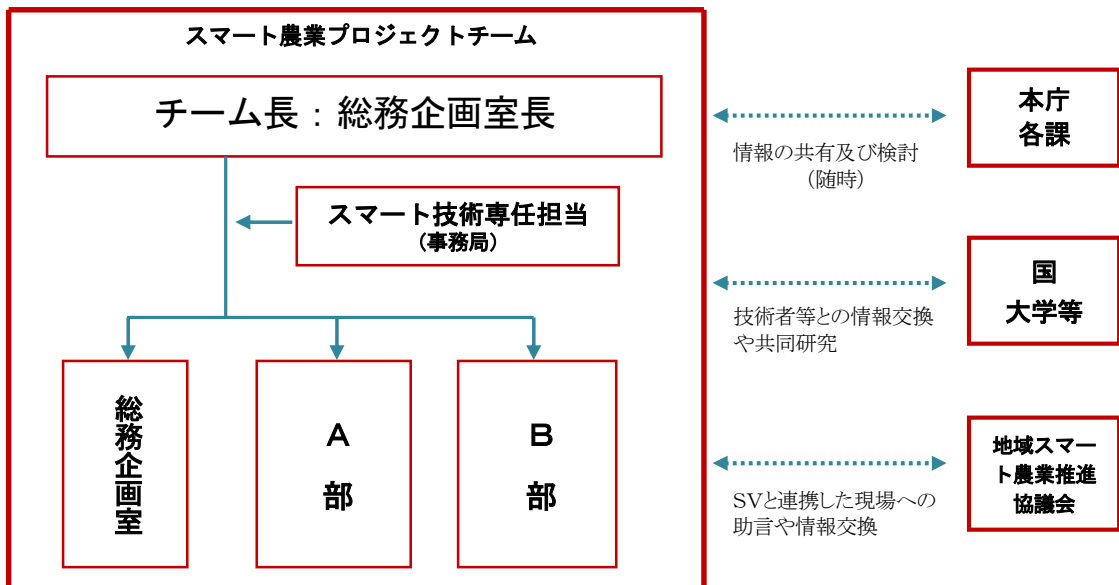 スマート農業プロジェクトチーム
チーム長：総務企画室長
スマート技術専任担当
（事務局）
総務企画室
A
部
B
部
情報の共有及び検討
（随時）
本庁
各課
技術者等との情報交換
や共同研究
国
大学等
SVと連携した現場への
助言や情報交換
地域スマー
ト農業推進
協議会